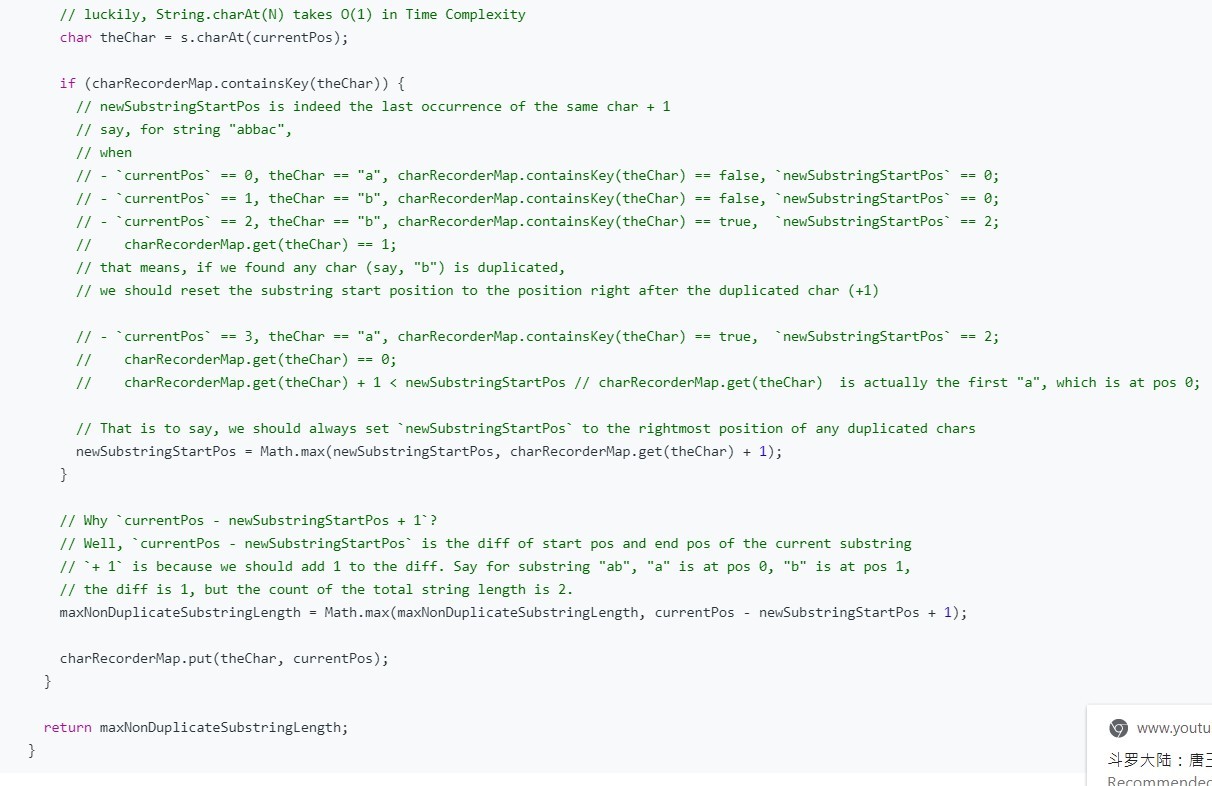 // luckily, String.charAt(N) takes O(1) in Time Complexity
char theChar = s.charAt(currentPos);
if (charRecorderMap.containsKey(theChar)) {
// newSubstringStartPos is indeed the last occurrence of the same char + 1
// say, for string "abbac",
// when
// - `currentPos` == 0, theChar == "a", charRecorderMap.containsKey(theChar) == false, `newSubstringStartPos` == 0;
// - `currentPos` == 1, theChar == "b", charRecorderMap.containsKey(theChar) == false, `newSubstringStartPos` == 0;
// - `currentPos` == 2, theChar == "b", charRecorderMap.containsKey(theChar) == true,  `newSubstringStartPos` == 2;
//    charRecorderMap.get(theChar) == 1;
// that means, if we found any char (say, "b") is duplicated,
// we should reset the substring start position to the position right after the duplicated char (+1)
// - `currentPos` == 3, theChar == "a", charRecorderMap.containsKey(theChar) == true,  `newSubstringStartPos` == 2;
//    charRecorderMap.get(theChar) == 0;
//    charRecorderMap.get(theChar) + 1 < newSubstringStartPos // charRecorderMap.get(theChar)  is actually the first "a", which is at pos 0;
// That is to say, we should always set `newSubstringStartPos` to the rightmost position of any duplicated chars
newSubstringStartPos = Math.max(newSubstringStartPos, charRecorderMap.get(theChar) + 1);
}
// Why `currentPos - newSubstringStartPos + 1`?
// Well, `currentPos - newSubstringStartPos` is the diff of start pos and end pos of the current substring
// `+ 1` is because we should add 1 to the diff. Say for substring "ab", "a" is at pos 0, "b" is at pos 1,
// the diff is 1, but the count of the total string length is 2.
maxNonDuplicateSubstringLength = Math.max(maxNonDuplicateSubstringLength, currentPos - newSubstringStartPos + 1);
charRecorderMap.put(theChar, currentPos);
}
return maxNonDuplicateSubstringLength;
}
www.youtu
斗罗大陆：唐三
Recommended